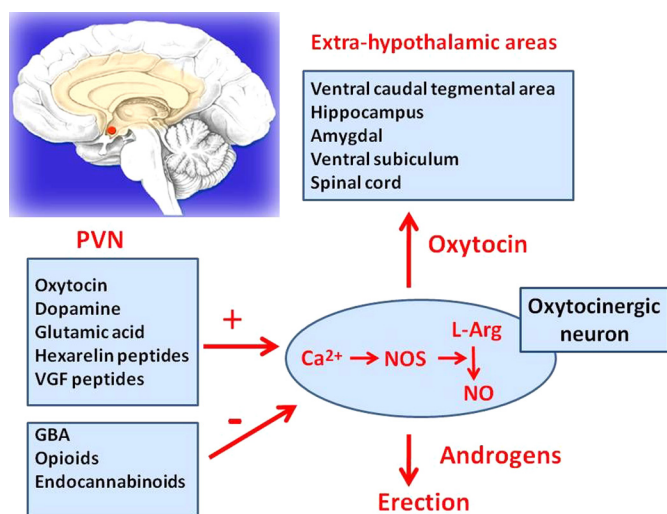 Extra-hypothalamic areas
Ventral caudal tegmental area
Hippocampus
Amygdal
Ventral subiculum
Spinal cord
PVN
Oxytocin
Oxytocin
Dopamine
Glutamic acid
Hexarelin peptides
VGF peptides
+
Oxytocinergic
neuron
L-Arg
Ca²⁺
NOS
NO
-
GBA
Opioids
Endocannabinoids
Androgens
Erection